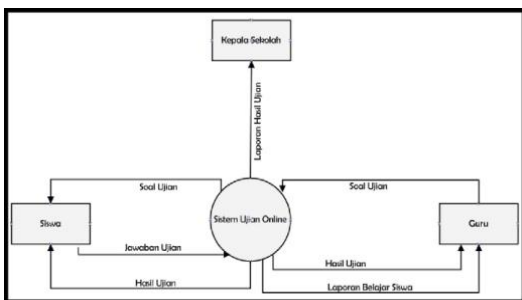 Kepala Sekolah
Laporan Hasil Ujian
Soal Ujian
Soal Ujian
Siswa
Sistem Ujian Online
Guru
Jawaban Ujian
Hasil Ujian
Hasil Ujian
Laporan Belajar Siswa